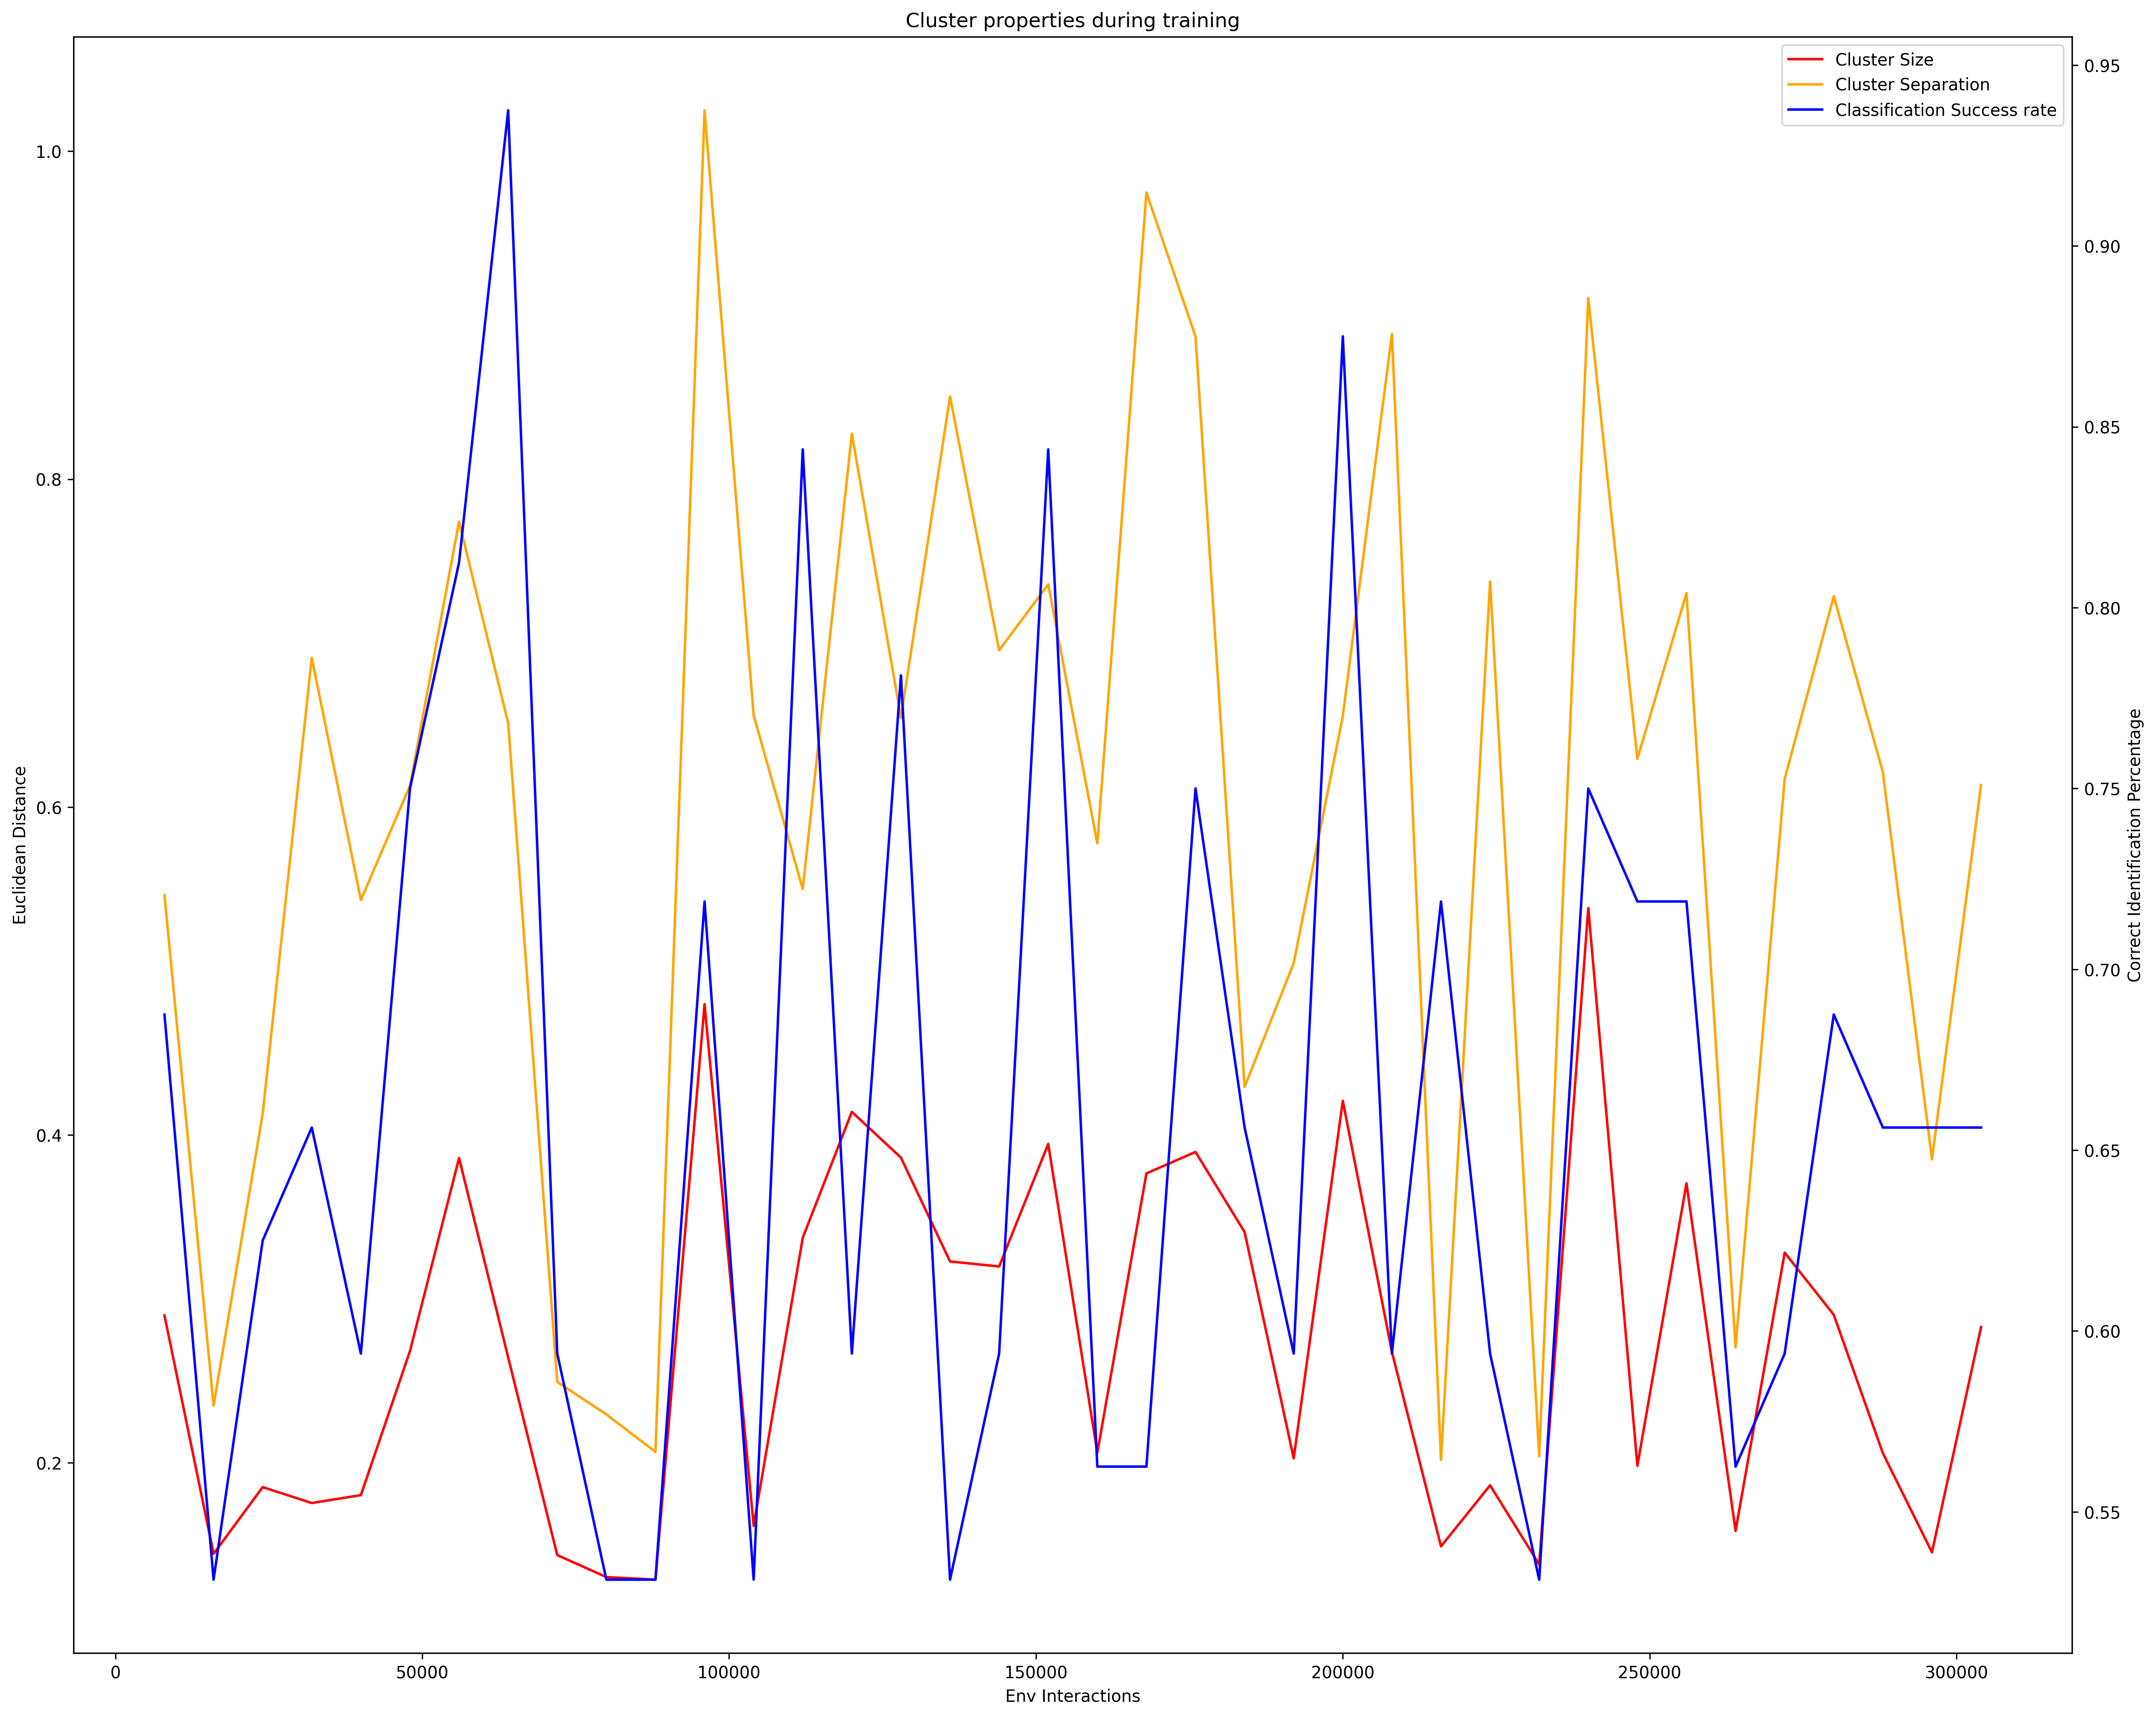 Cluster properties during training
Cluster Size
Cluster Separation
Classification Success rate
1.0
0.8
0.6
0.4
0.2
Euclidean Distance
0.95
0.90
0.85
0.80
0.75
0.70
0.65
0.60
0.55
Correct Identification Percentage
0 50000 100000 150000 200000 250000 300000
Env Interactions